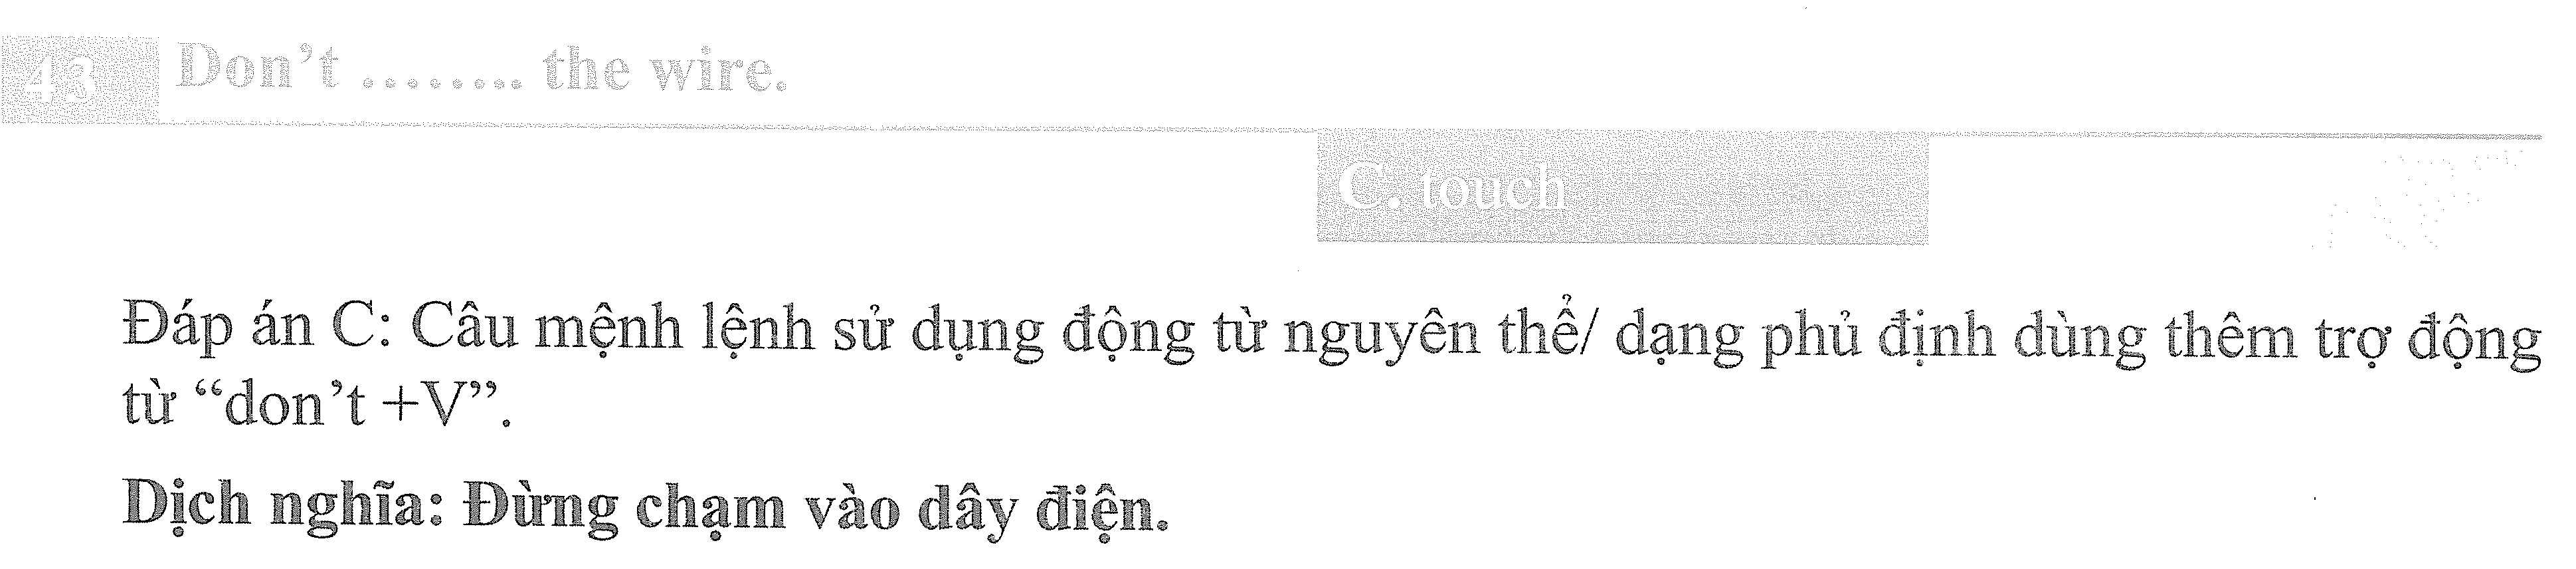 43 Don't ........ the wire.
C. touch
Đáp án C: Câu mệnh lệnh sử dụng động từ nguyên thể/ dạng phủ định dùng thêm trợ động
từ “don’t +V”.
Dịch nghĩa: Đừng chạm vào dây điện.